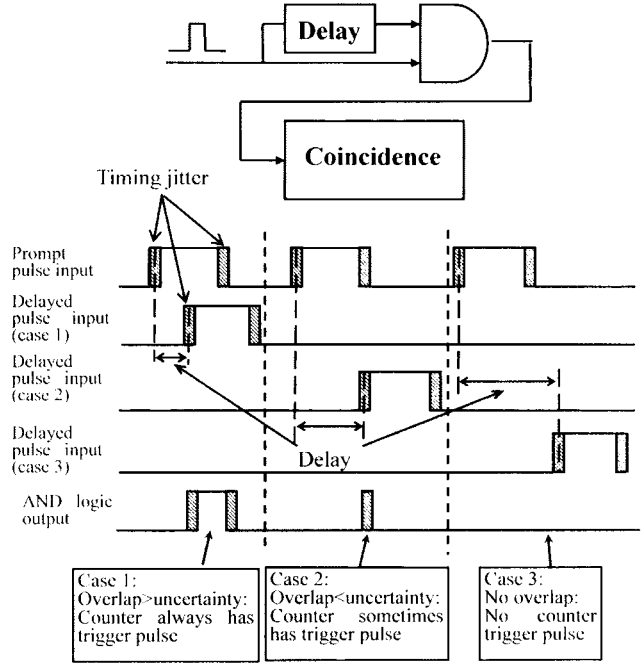 Delay
Coincidence
Timing jitter
Prompt
pulse input
Delayed
pulse input
(case 1)
Delayed
pulse input
(case 2)
Delayed
pulse input
(case 3)
Delay
AND logic
output
Case 1:
Overlap>uncertainty:
Counter always has
trigger pulse
Case 2:
Overlap<uncertainty:
Counter sometimes
has trigger pulse
Case 3:
No overlap:
No counter
trigger pulse